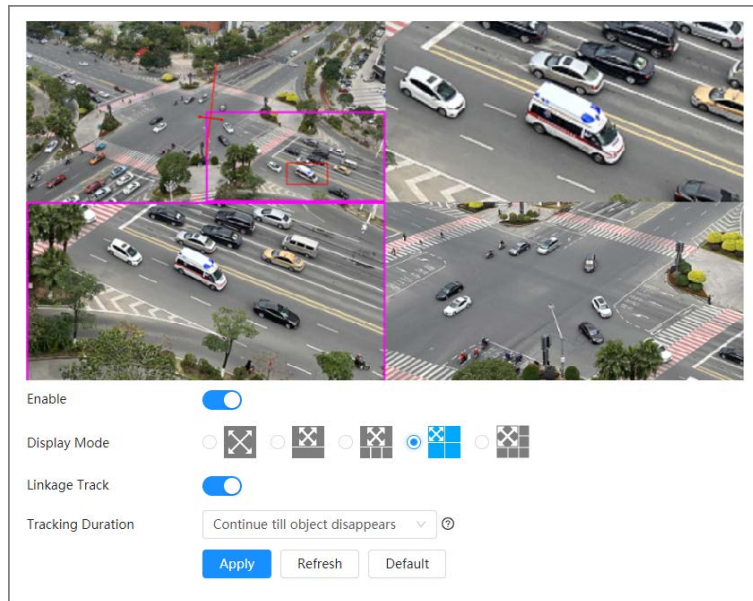 Enable
Display Mode
Linkage Track
Tracking Duration Continue till object disappears
Apply Refresh Default